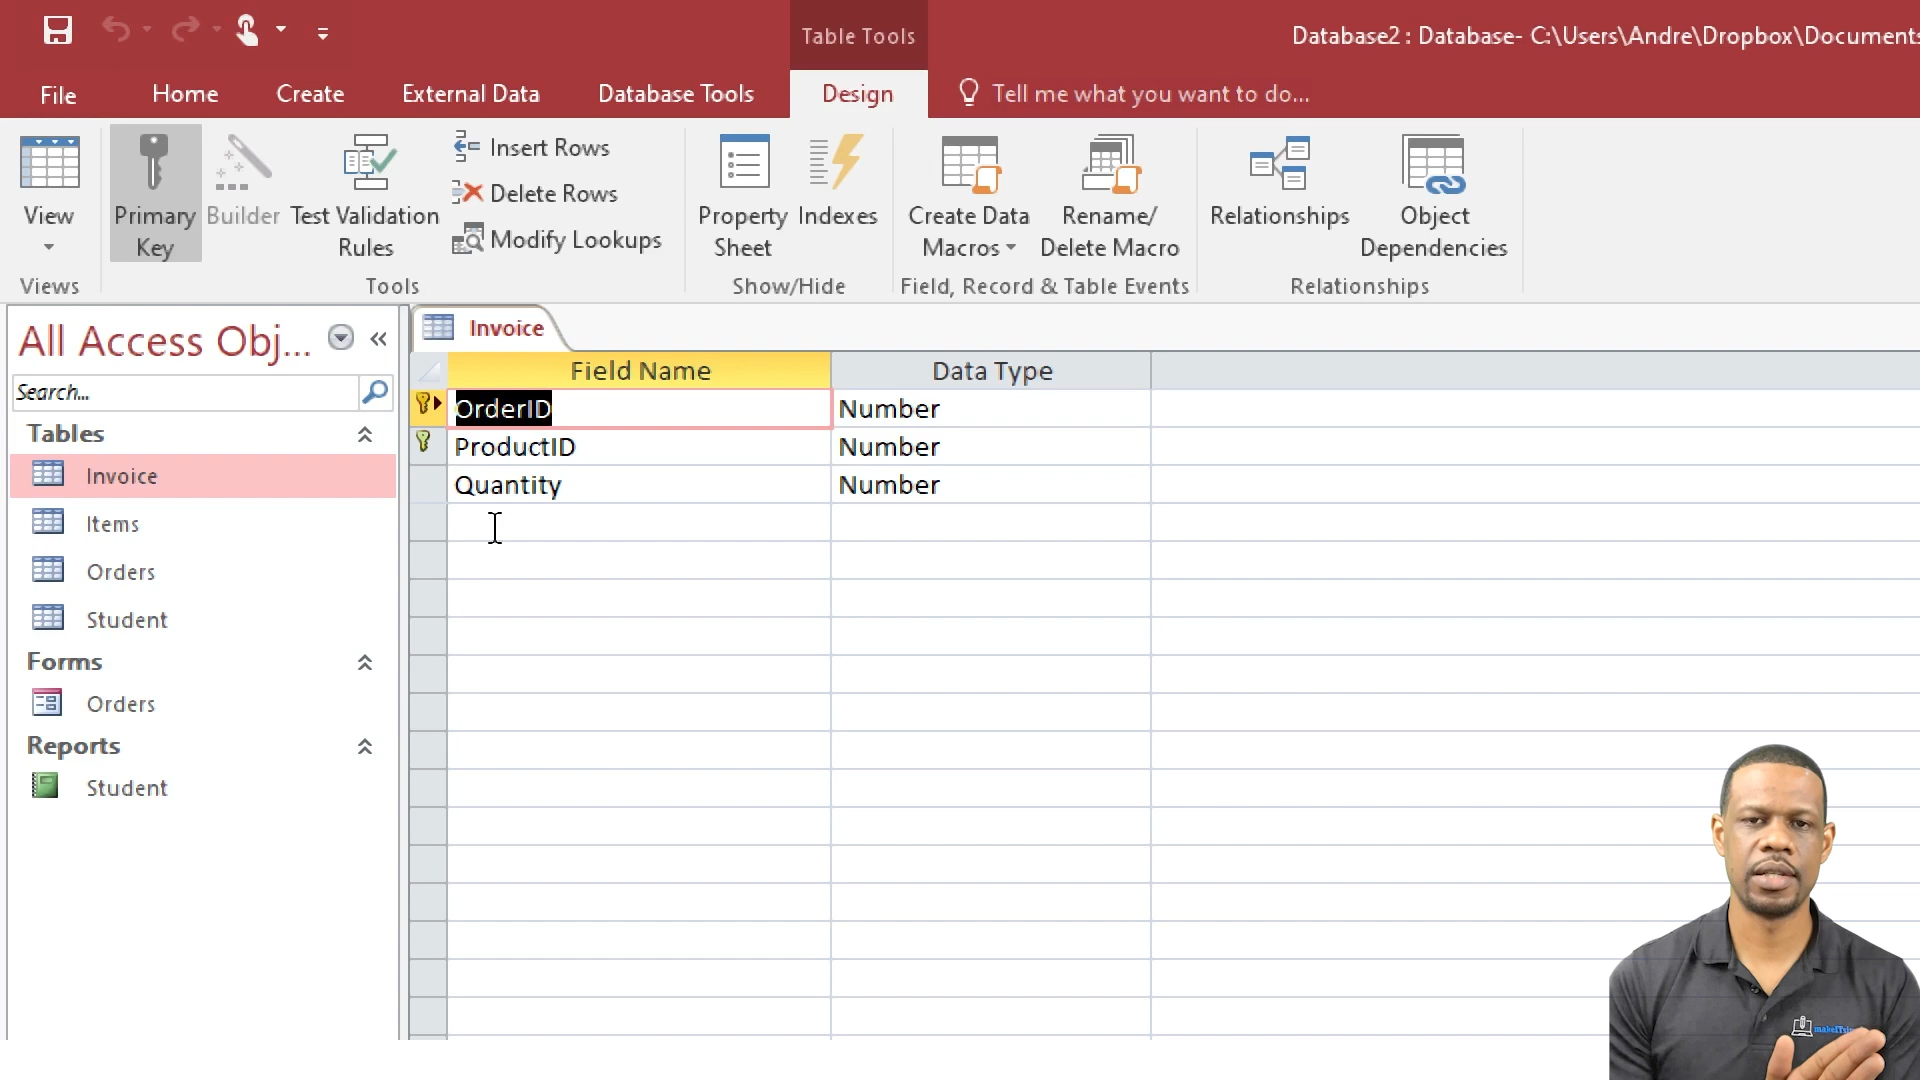 Table Tools
Database2 : Database- C:\Users\Andre\Dropbox\Documents
File Home Create External Data Database Tools Design Tell me what you want to do...
View
Primary Key
Builder
Test Validation Rules
Insert Rows
Delete Rows
Modify Lookups
Property Sheet
Indexes
Create Data Macros
Rename/ Delete Macro
Relationships
Object Dependencies
Views
Tools
Show/Hide
Field, Record & Table Events
Relationships
All Access Obj...
Search...
Tables
Invoice
Items
Orders
Student
Forms
Orders
Reports
Student
Invoice
Field Name Data Type
OrderID Number
ProductID Number
Quantity Number